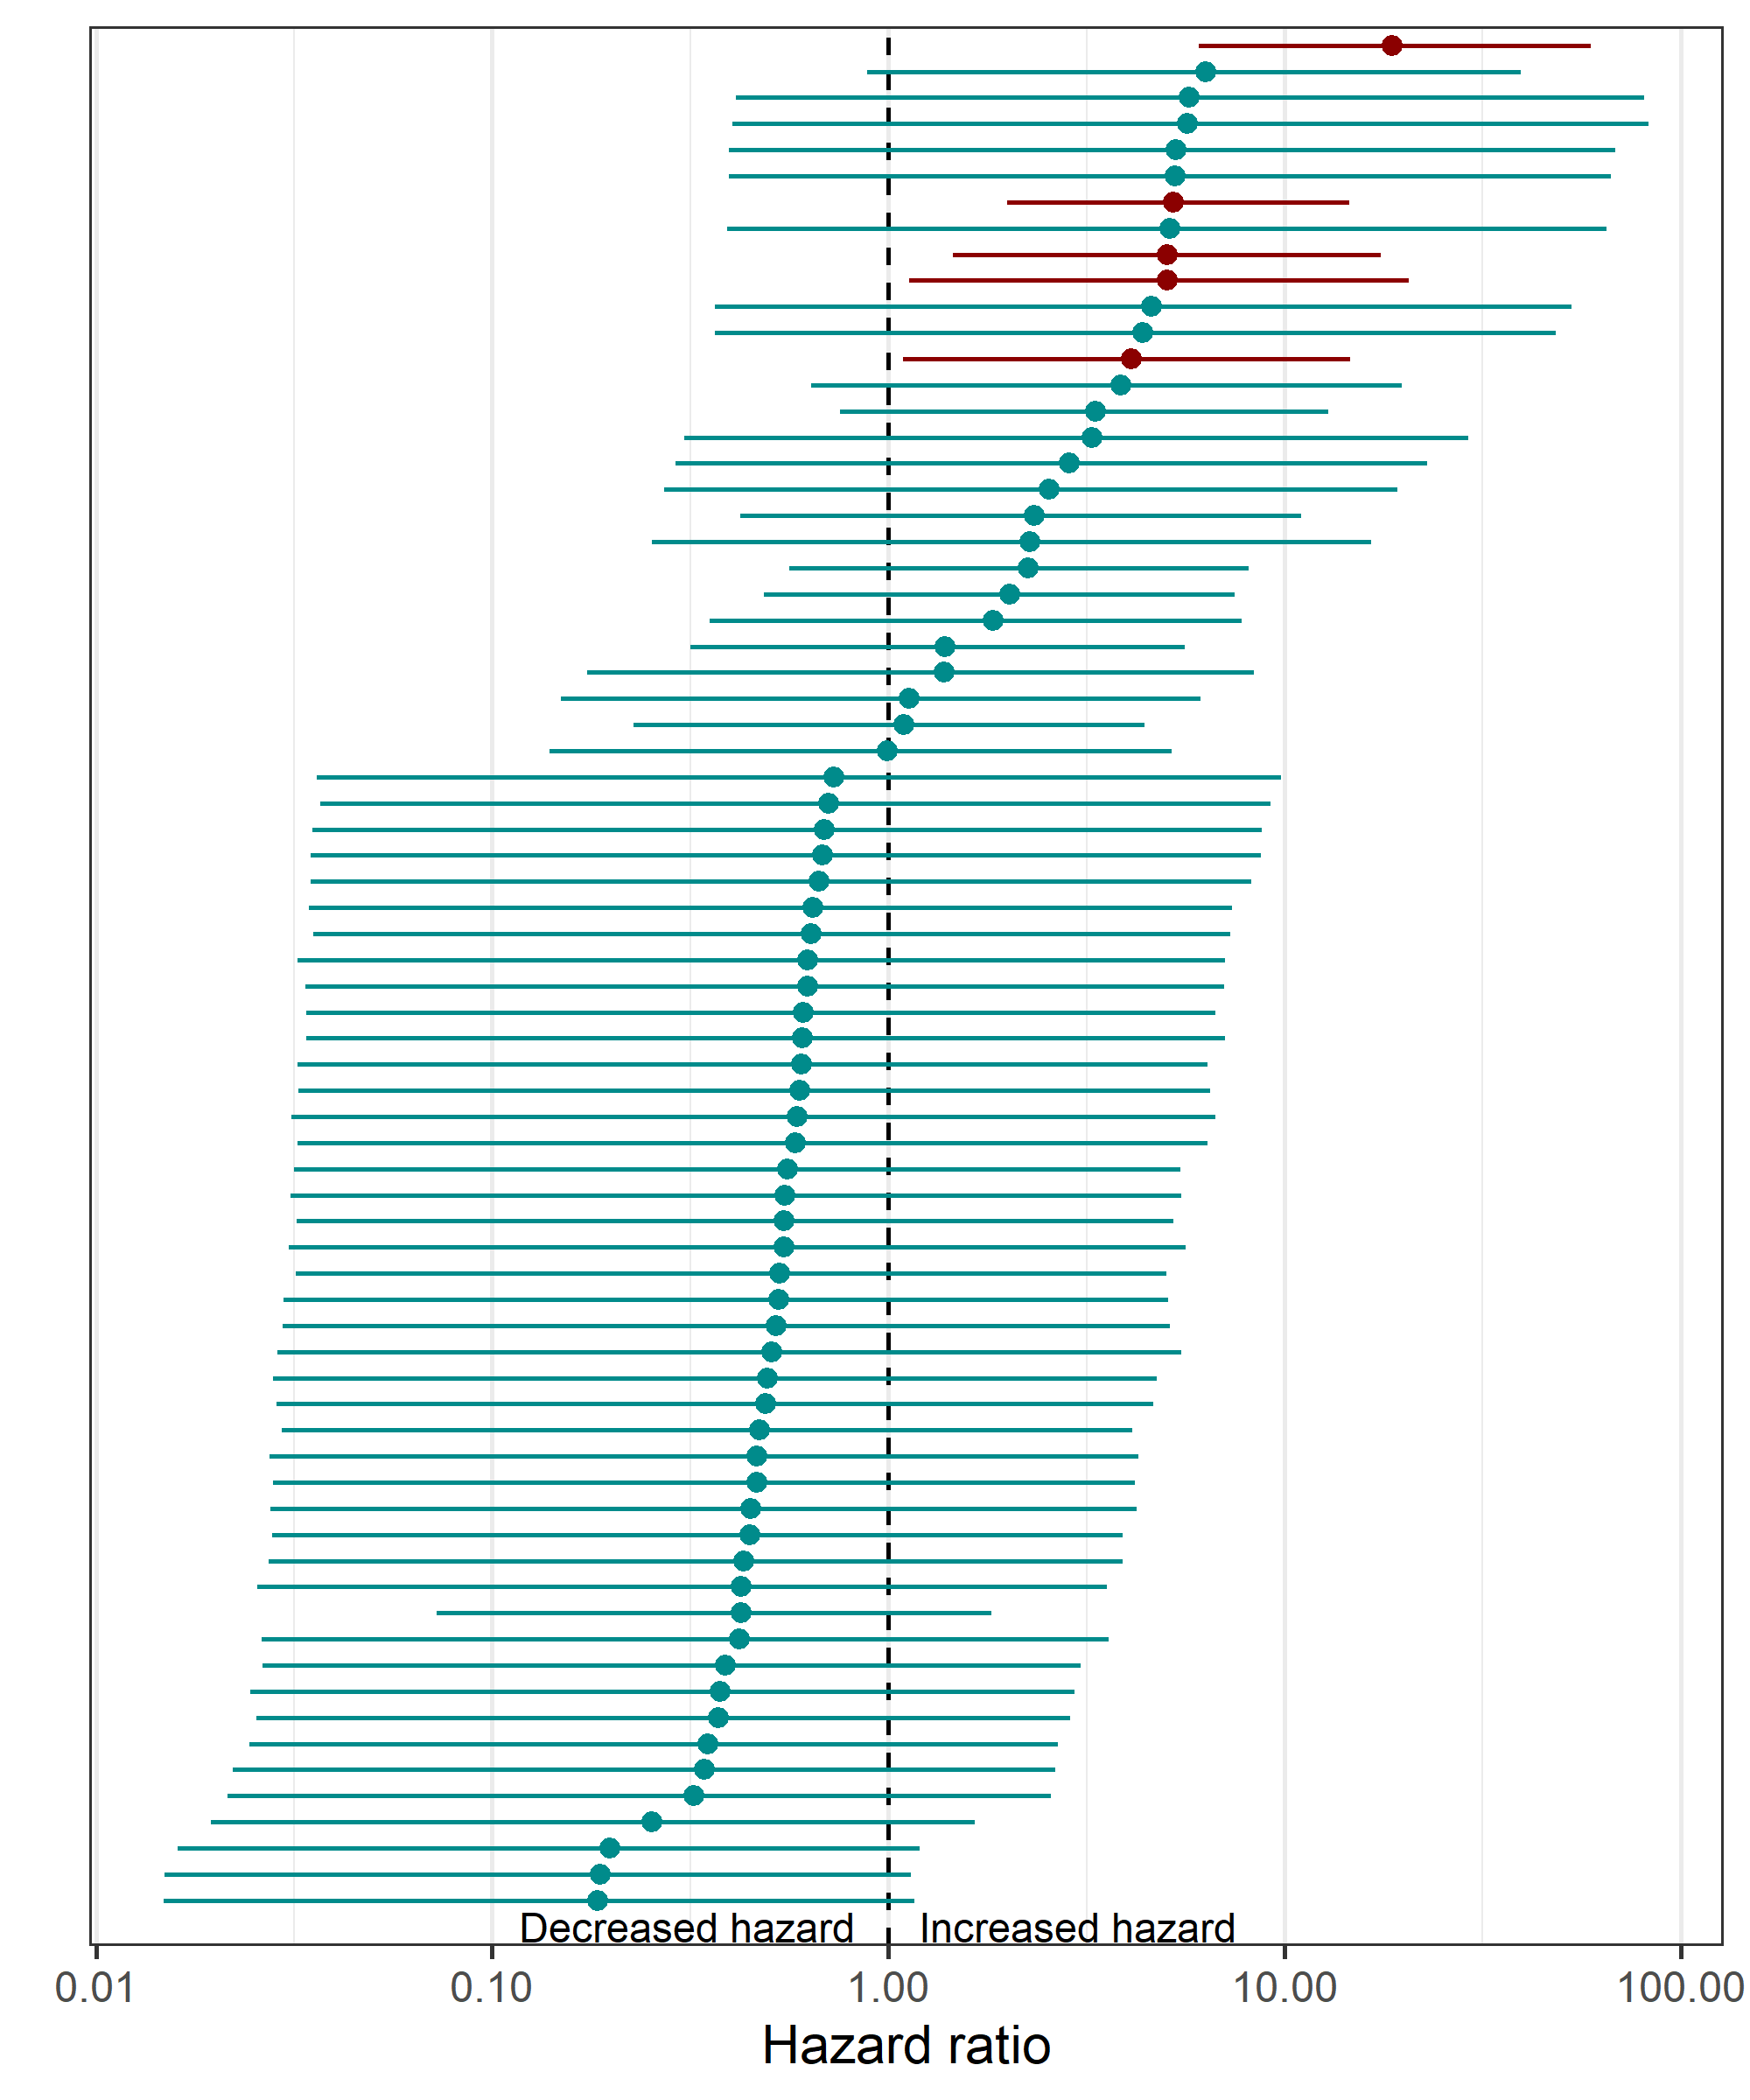 Decreased hazard Increased hazard
0.01 0.10 1.00 10.00 100.00
Hazard ratio